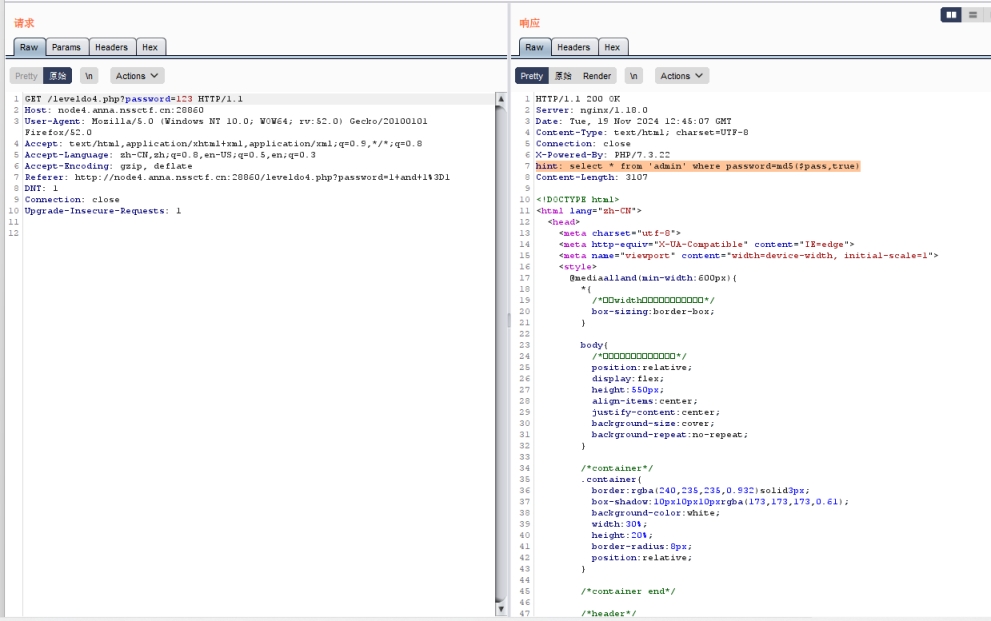 请求
Raw Params Headers Hex
Pretty 原始 \n Actions
1 GET /leveldo4.php?password=123 HTTP/1.1
2 Host: node4.anna.nssctf.cn:28860
3 User-Agent: Mozilla/5.0 (Windows NT 10.0; WOW64; rv:52.0) Gecko/20100101
Firefox/52.0
4 Accept: text/html,application/xhtml+xml,application/xml;q=0.9,*/*;q=0.8
5 Accept-Language: zh-CN,zh;q=0.8,en-US;q=0.5,en;q=0.3
6 Accept-Encoding: gzip, deflate
7 Referer: http://node4.anna.nssctf.cn:28860/leveldo4.php?password=1+and+1%3D1
8 DNT: 1
9 Connection: close
10 Upgrade-Insecure-Requests: 1
11
12
响应
Raw Headers Hex
Pretty 原始 Render \n Actions
1 HTTP/1.1 200 OK
2 Server: nginx/1.18.0
3 Date: Tue, 19 Nov 2024 12:45:07 GMT
4 Content-Type: text/html; charset=UTF-8
5 Connection: close
6 X-Powered-By: PHP/7.3.22
7 hint: select * from 'admin' where password=md5($pass,true)
8 Content-Length: 3107
9
10 <!DOCTYPE html>
11 <html lang="zh-CN">
12 <head>
13 <meta charset="utf-8">
14 <meta http-equiv="X-UA-Compatible" content="IE=edge">
15 <meta name="viewport" content="width=device-width, initial-scale=1">
16 <style>
17 @mediaalland(min-width:600px){
18 *{
19 /*□□width□□□□□□□□□□□*/
20 box-sizing:border-box;
21 }
22
23 body{
24 /*□□□□□□□□□□□□□*/
25 position:relative;
26 display:flex;
27 height:550px;
28 align-items:center;
29 justify-content:center;
30 background-size:cover;
31 background-repeat:no-repeat;
32 }
33
34 /*container*/
35 .container{
36 border:rgba(240,235,235,0.932)solid3px;
37 box-shadow:10px10px10pxrgba(173,173,173,0.61);
38 background-color:white;
39 width:30%;
40 height:20%;
41 border-radius:8px;
42 position:relative;
43 }
44
45 /*container end*/
46
47 /*header*/